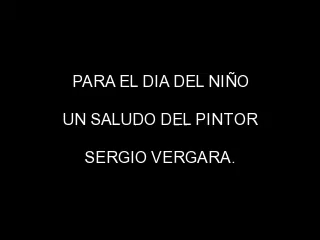 PARA EL DIA DEL NIÑO
UN SALUDO DEL PINTOR
SERGIO VERGARA.